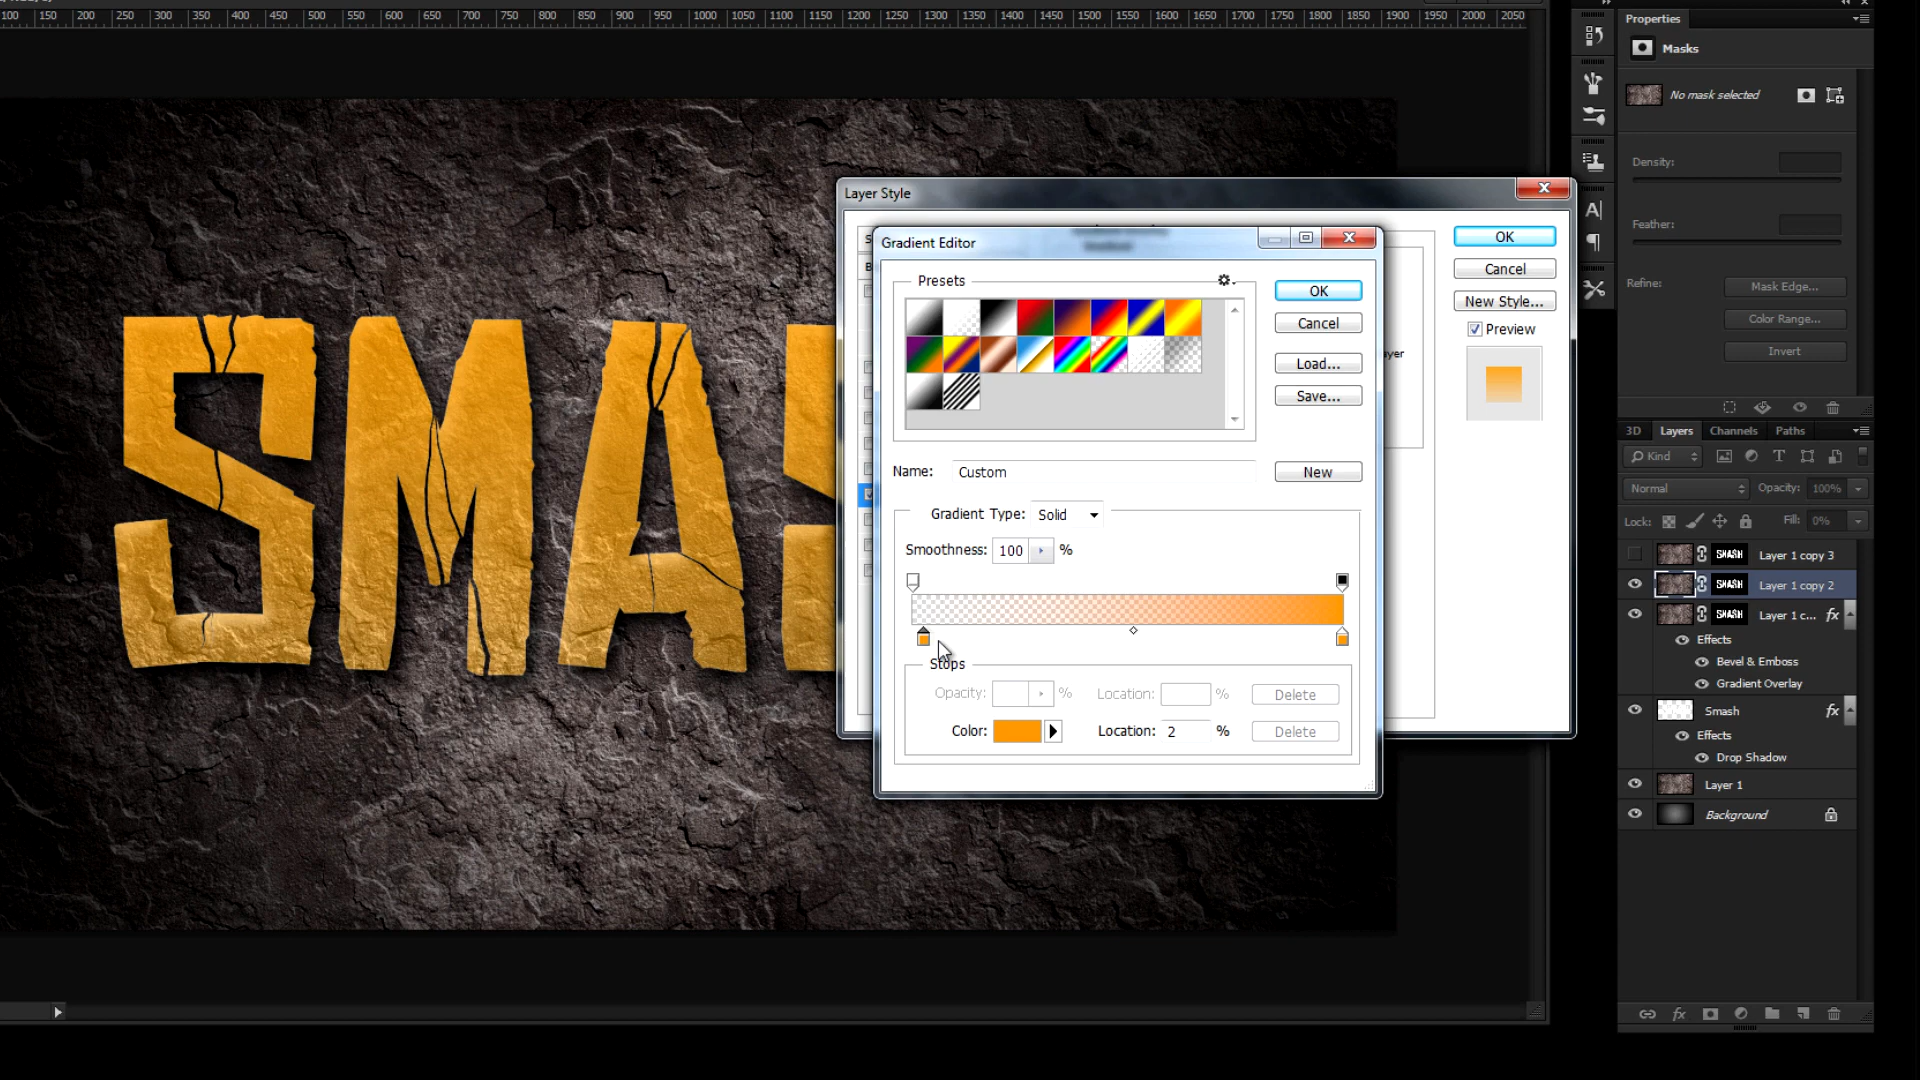 100 150 200 250 300 350 400 450 500 550 600 650 700 750 800 850 900 950 1000 1050 1100 1150 1200 1250 1300 1350 1400 1450 1500 1550 1600 1650 1700 1750 1800 1850 1900 1950 2000 2050
Properties
Masks
No mask selected
Density:
Feather:
Refine:
Mask Edge...
Color Range...
Invert
SMA
Layer Style
OK
Cancel
New Style...
Preview
Gradient Editor
Presets
OK
Cancel
Load...
Save...
Name: Custom
New
Gradient Type: Solid
Smoothness: 100 %
Stops
Opacity: % Location: % Delete
Color: Location: 2 % Delete
3D Layers Channels Paths
Kind T
Normal Opacity: 100%
Lock: Fill: 0%
SMASH Layer 1 copy 3
SMASH Layer 1 copy 2
SMASH Layer 1 c... fx
Effects
Bevel & Emboss
Gradient Overlay
Smash fx
Effects
Drop Shadow
Layer 1
Background
fx